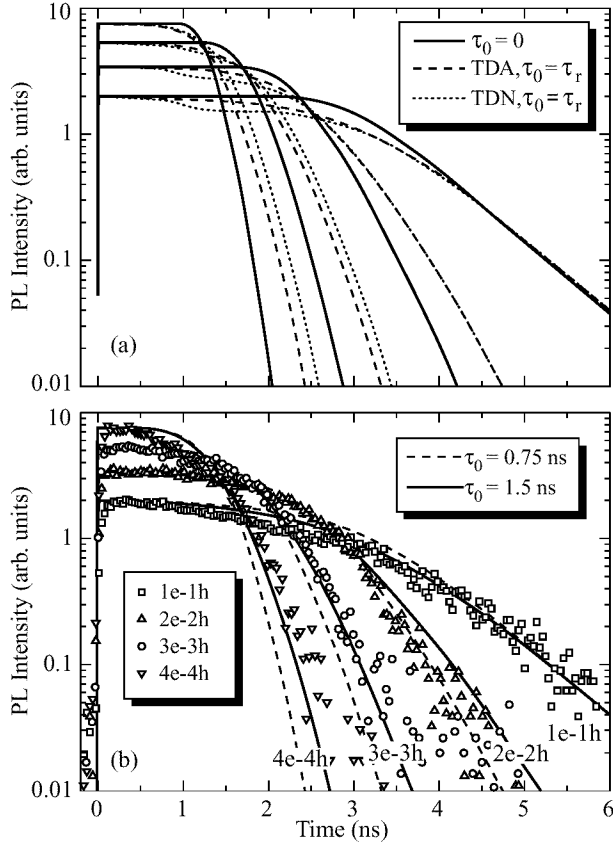 10
1
0.1
0.01
PL Intensity (arb. units)
τ₀ = 0
TDA, τ₀ = τᵣ
TDN, τ₀ = τᵣ
(a)
10
1
0.1
0.01
PL Intensity (arb. units)
τ₀ = 0.75 ns
τ₀ = 1.5 ns
1e-1h
2e-2h
3e-3h
4e-4h
(b)
4e-4h
3e-3h
2e-2h
1e-1h
0 1 2 3 4 5 6
Time (ns)